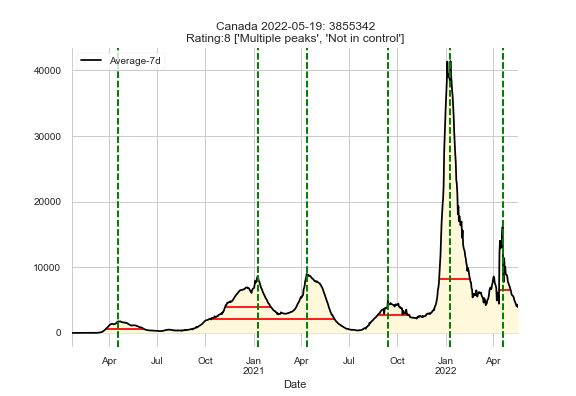 Canada 2022-05-19: 3855342
Rating:8 ['Multiple peaks', 'Not in control']
Average-7d
40000
30000
20000
10000
0
Apr Jul Oct Jan Apr Jul Oct Jan Apr
2021 2022
Date